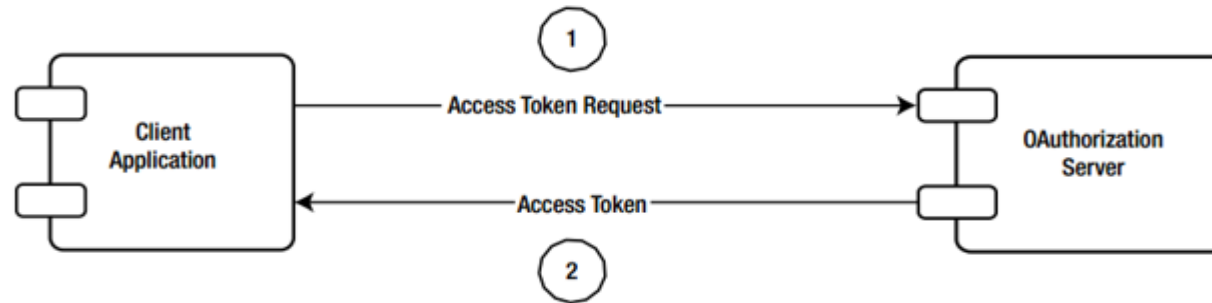 1
Access Token Request
Client
Application
OAuthorization
Server
Access Token
2